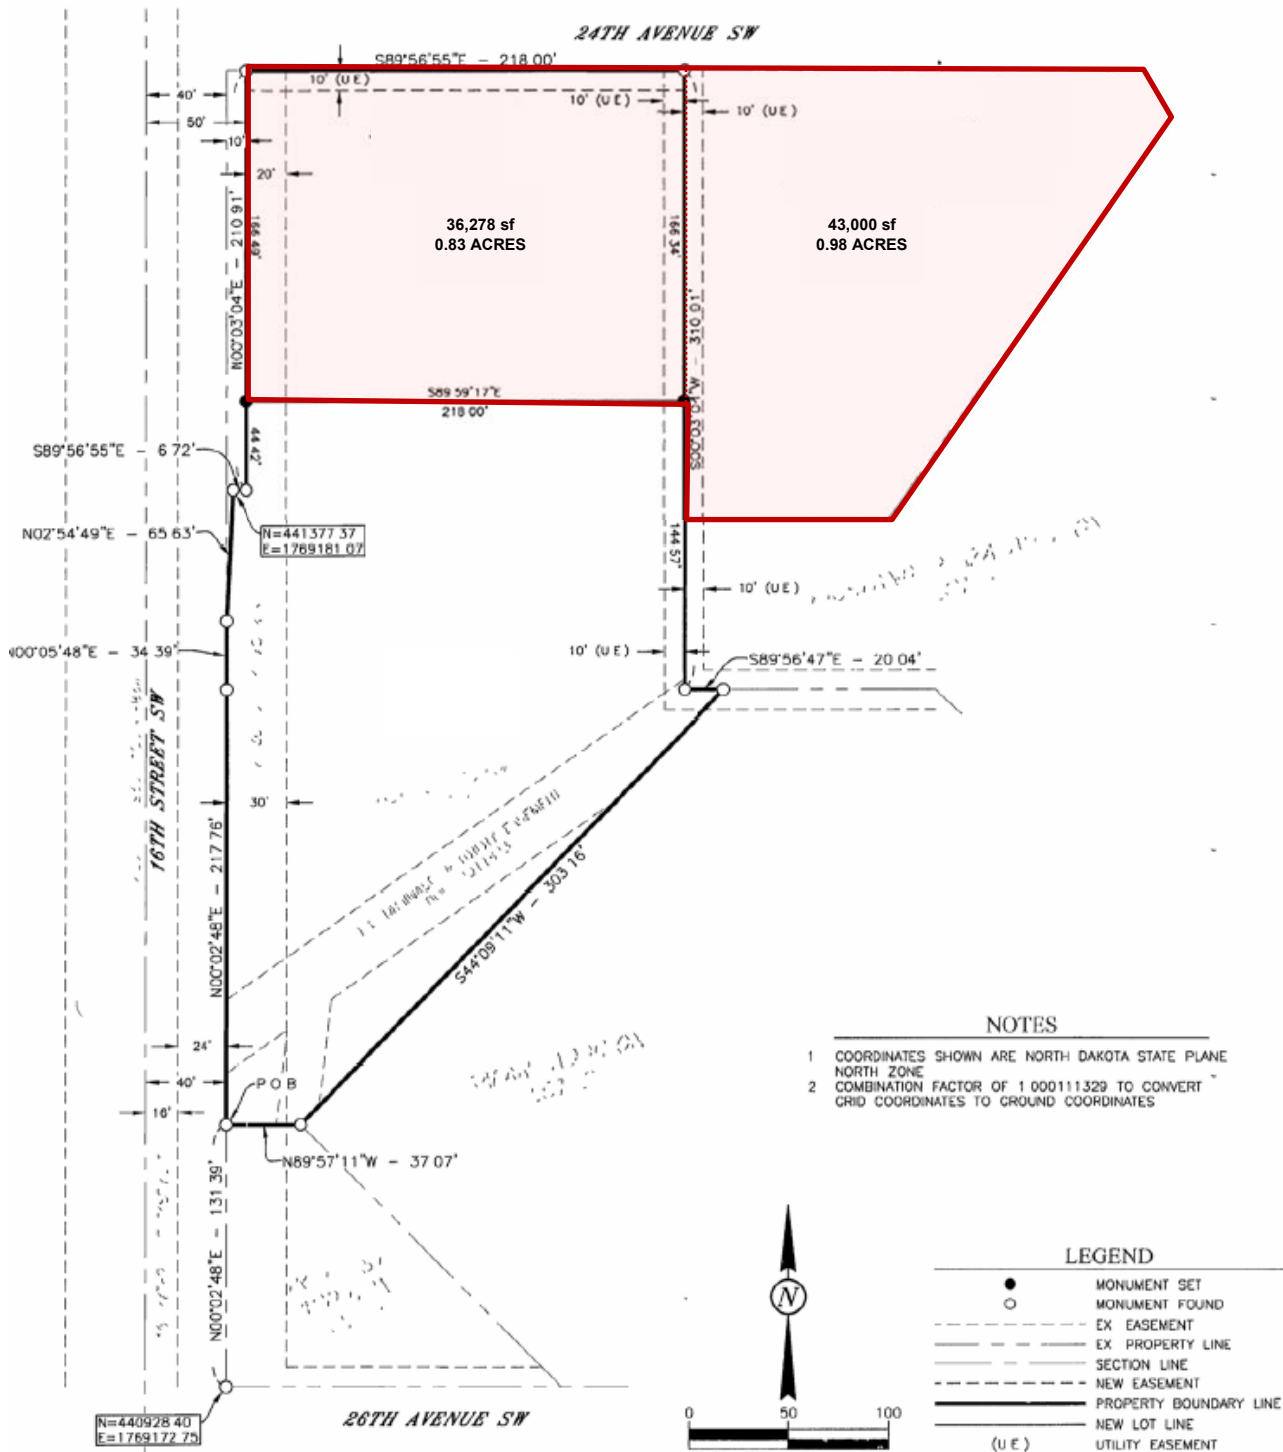 24TH AVENUE SW
S89°56'55"E - 218 00'
10' (U E)
40'
10' (U E)
10' (U E)
50'
10'
20'
N00°03'04"E - 210 91'
166 49'
166 34'
36,278 sf
0.83 ACRES
43,000 sf
0.98 ACRES
S00°03'04"W - 310 01'
S89 59'17"E
218 00'
44 42'
S89°56'55"E - 6 72'
N02°54'49"E - 65 63'
N=441377 37
E=1769181 07
144 57'
10' (U E)
N00°05'48"E - 34 39'
10' (U E)
S89°56'47"E - 20 04'
16TH STREET SW
30'
N00°02'48"E - 217 76'
S44°09'11"W - 303 16'
24'
40'
P O B
16'
N89°57'11"W - 37 07'
N00°02'48"E - 131 39'
NOTES
1 COORDINATES SHOWN ARE NORTH DAKOTA STATE PLANE
NORTH ZONE
2 COMBINATION FACTOR OF 1 000111329 TO CONVERT
GRID COORDINATES TO GROUND COORDINATES
N
LEGEND
MONUMENT SET
MONUMENT FOUND
EX EASEMENT
EX PROPERTY LINE
SECTION LINE
NEW EASEMENT
PROPERTY BOUNDARY LINE
NEW LOT LINE
(U E) UTILITY EASEMENT
0 50 100
26TH AVENUE SW
N=440928 40
E=1769172 75